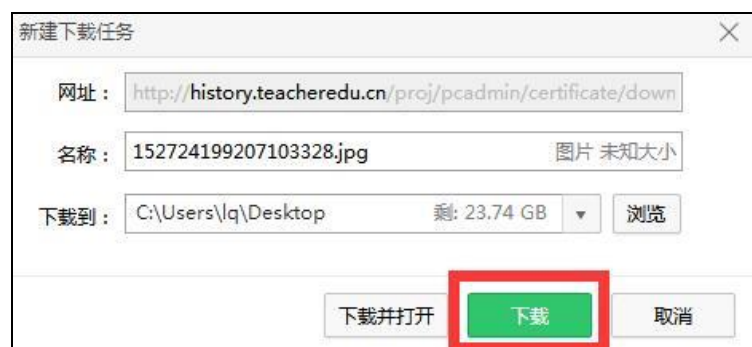 新建下载任务
网址： http://history.teacheredu.cn/proj/pcadmin/certificate/down
名称： 152724199207103328.jpg 图片 未知大小
下载到： C:\Users\lq\Desktop 剩: 23.74 GB 浏览
下载并打开 下载 取消